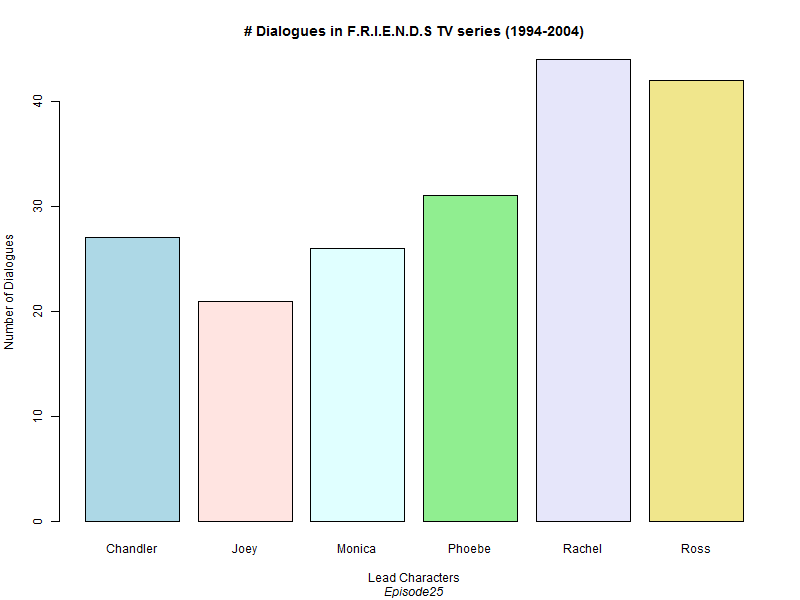 # Dialogues in F.R.I.E.N.D.S TV series (1994-2004)
Number of Dialogues
40
30
20
10
0
Chandler Joey Monica Phoebe Rachel Ross
Lead Characters
Episode25